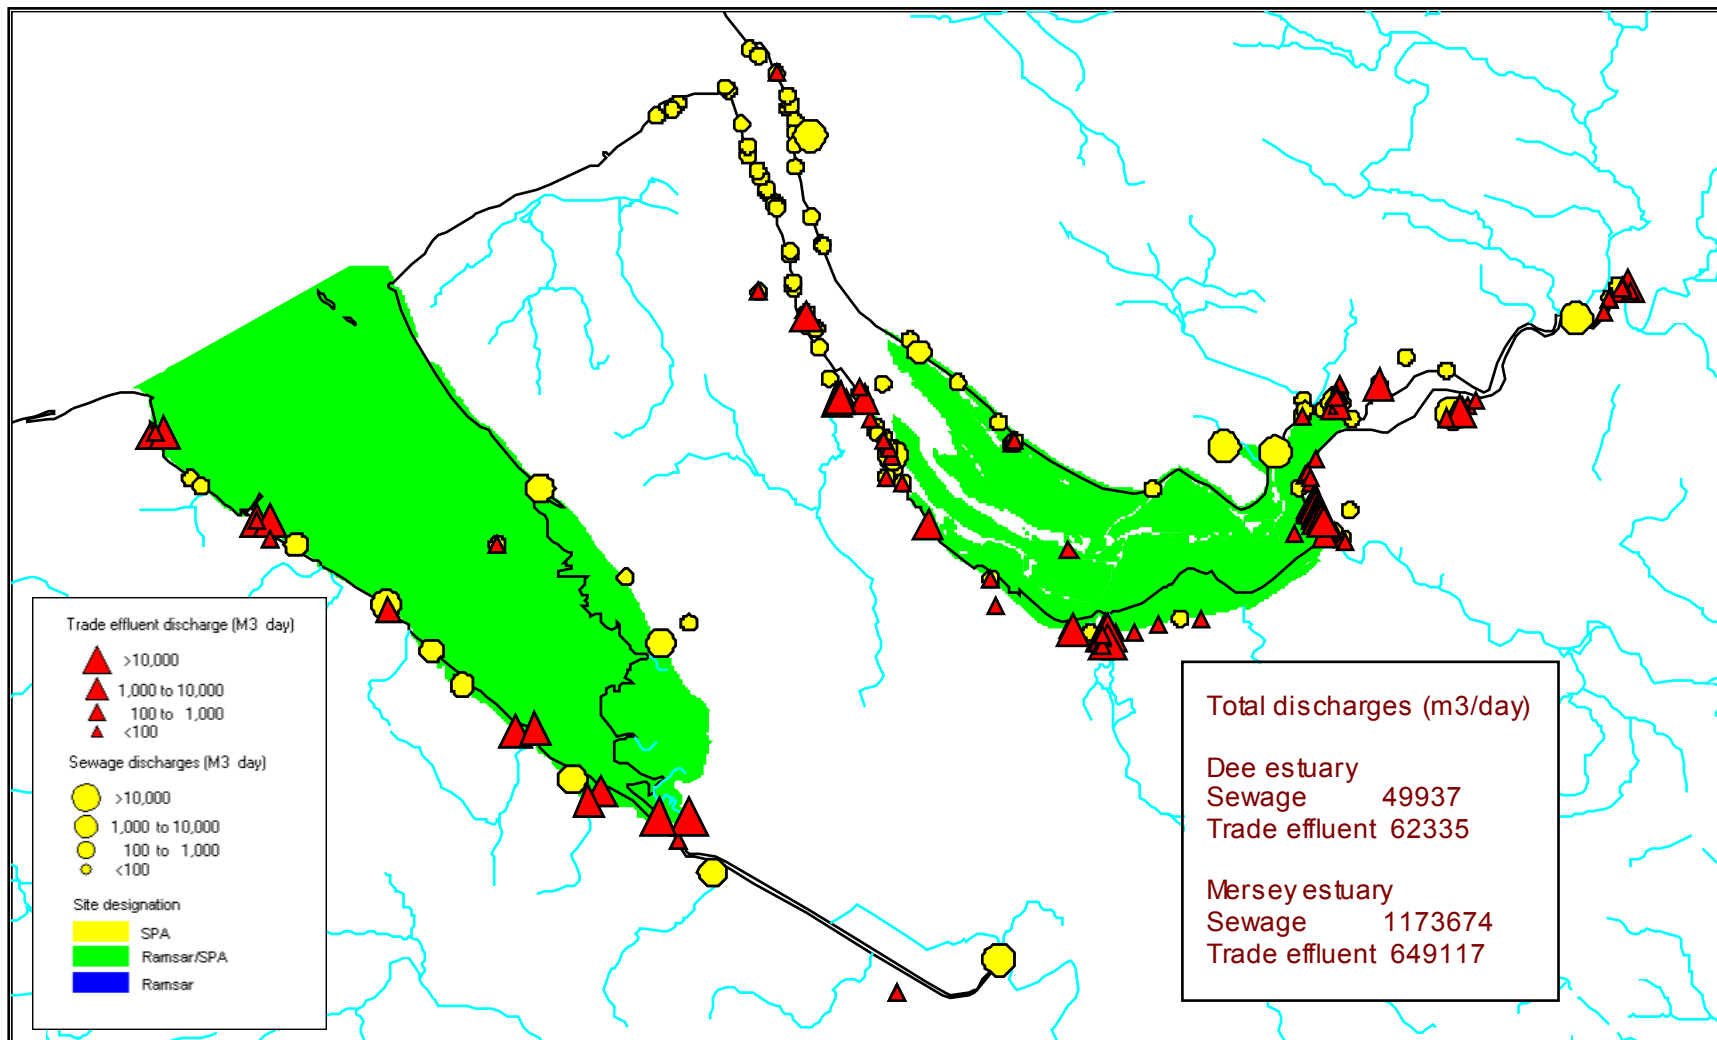 Trade effluent discharge (M3 day)
>10,000
1,000 to 10,000
100 to 1,000
<100
Sewage discharges (M3 day)
>10,000
1,000 to 10,000
100 to 1,000
<100
Site designation
SPA
Ramsar/SPA
Ramsar
Total discharges (m3/day)
Dee estuary
Sewage 49937
Trade effluent 62335
Mersey estuary
Sewage 1173674
Trade effluent 649117